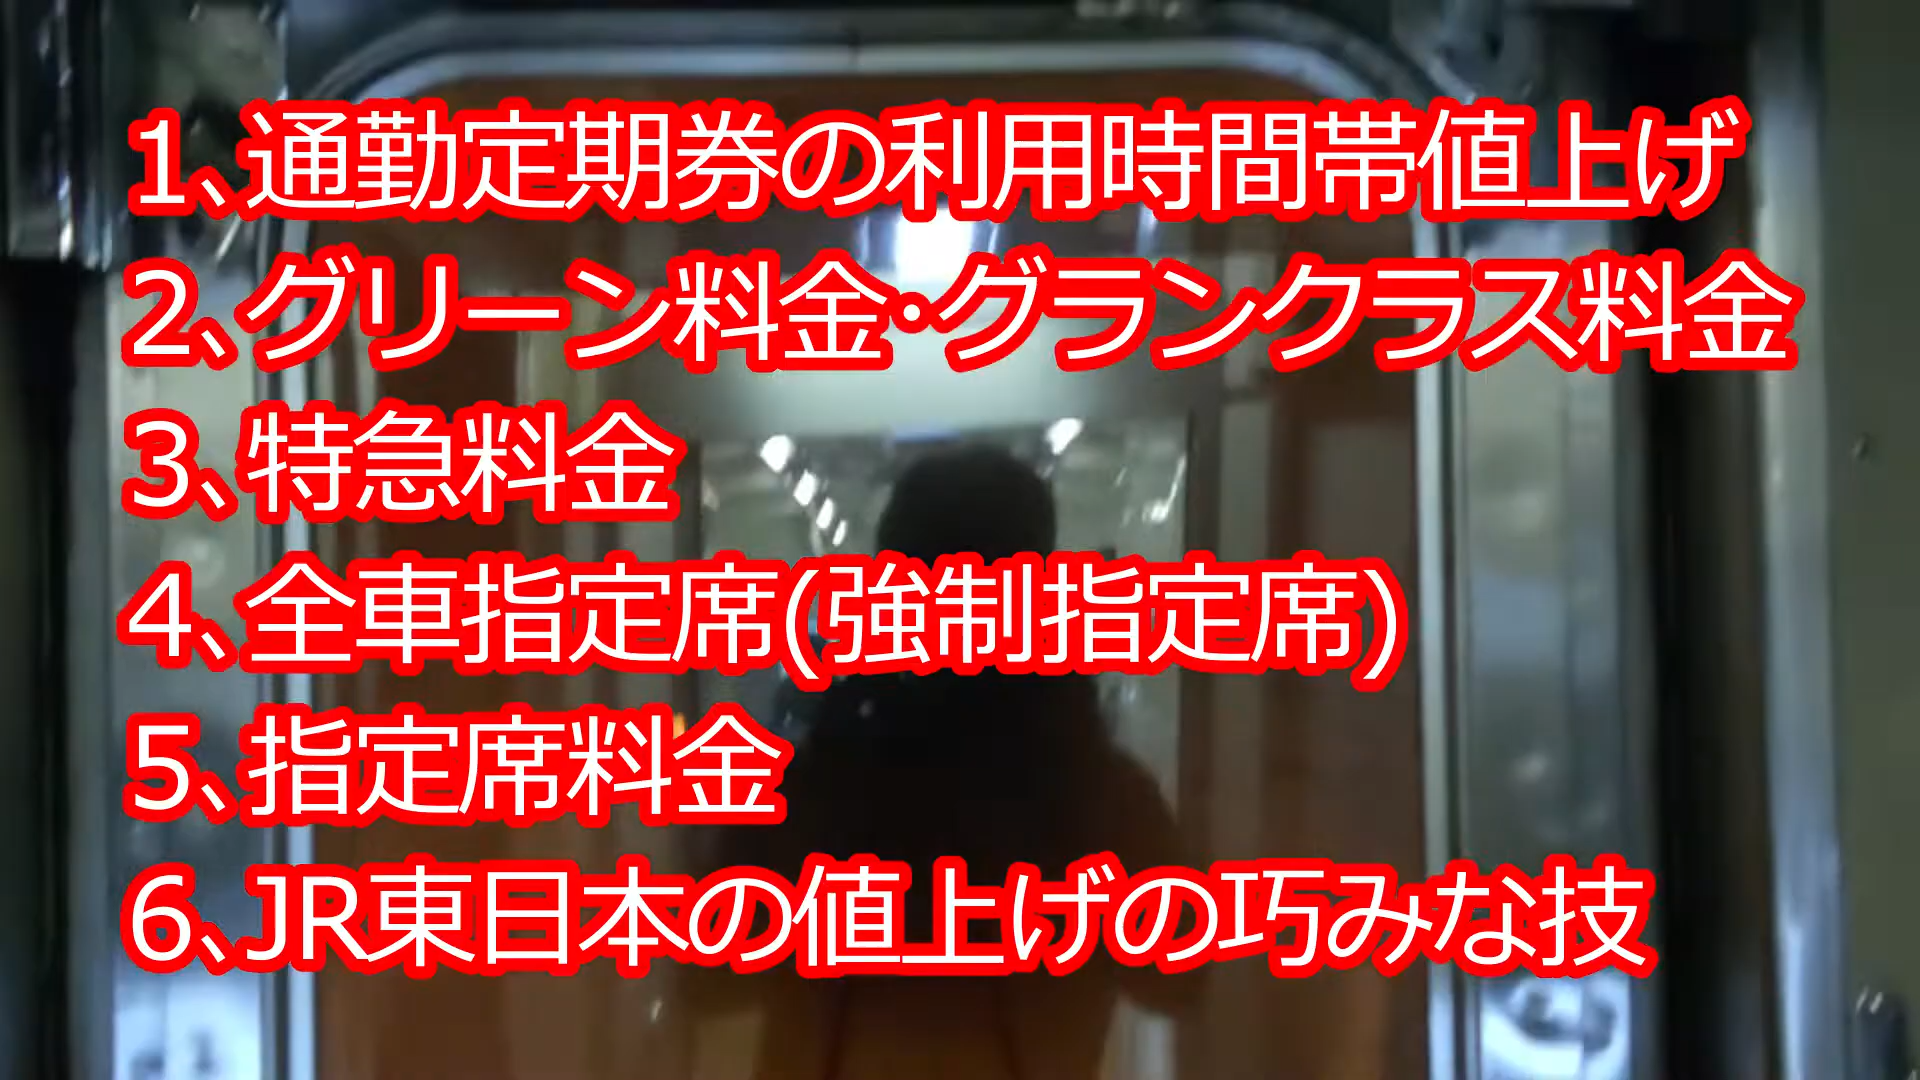 1、通勤定期券の利用時間帯値上げ
2、グリーン料金・グランクラス料金
3、特急料金
4、全車指定席(強制指定席)
5、指定席料金
6、JR東日本の値上げの巧みな技